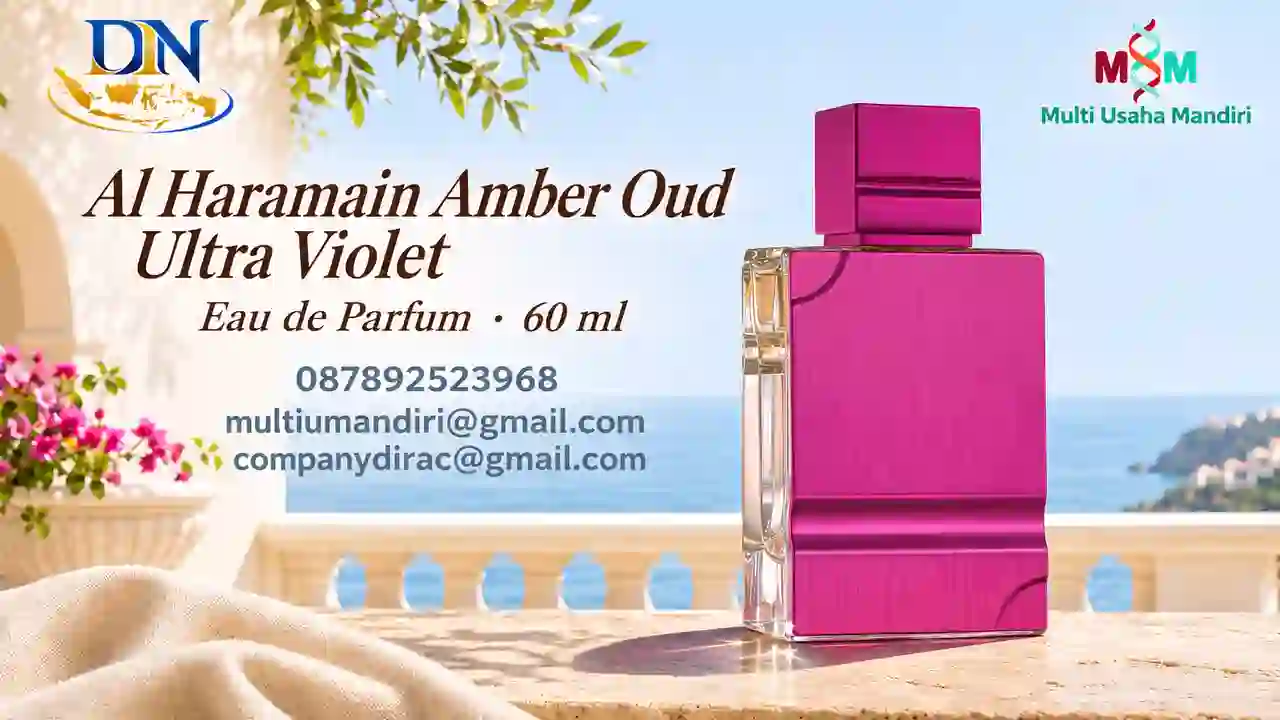 DN
M M
Multi Usaha Mandiri
Al Haramain Amber Oud
Ultra Violet
Eau de Parfum · 60 ml
087892523968
multiumandiri@gmail.com
companydirac@gmail.com